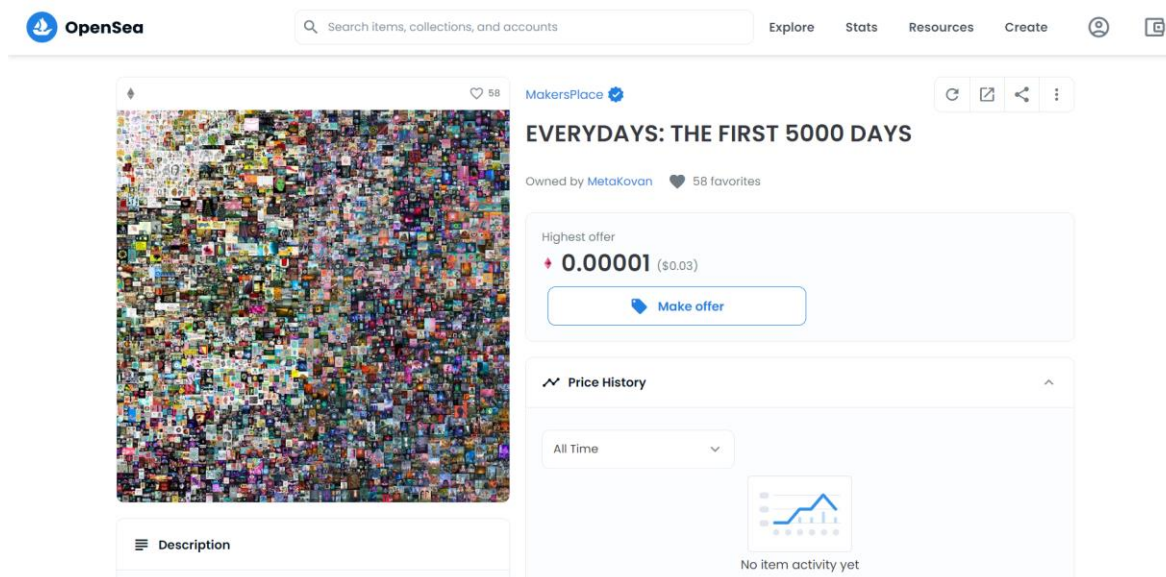 OpenSea
Search items, collections, and accounts
Explore Stats Resources Create
58
MakersPlace
EVERYDAYS: THE FIRST 5000 DAYS
Owned by MetaKovan 58 favorites
Highest offer
0.00001 ($0.03)
Make offer
Price History
All Time
No item activity yet
Description